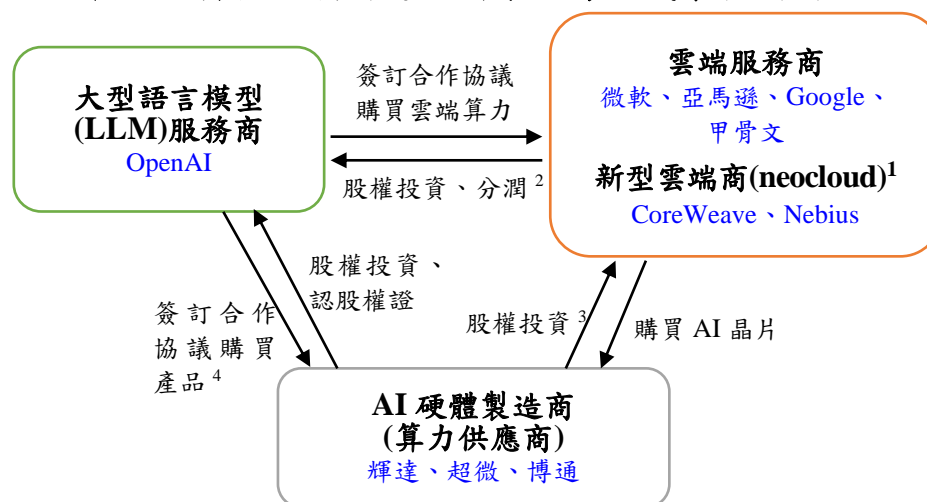 大型語言模型
(LLM)服務商
OpenAI
簽訂合作協議
購買雲端算力
股權投資、分潤 2
雲端服務商
微軟、亞馬遜、Google、
甲骨文
新型雲端商(neocloud)1
CoreWeave、Nebius
簽訂合作
協議購買
產品 4
股權投資、
認股權證
股權投資 3
購買 AI 晶片
AI 硬體製造商
(算力供應商)
輝達、超微、博通